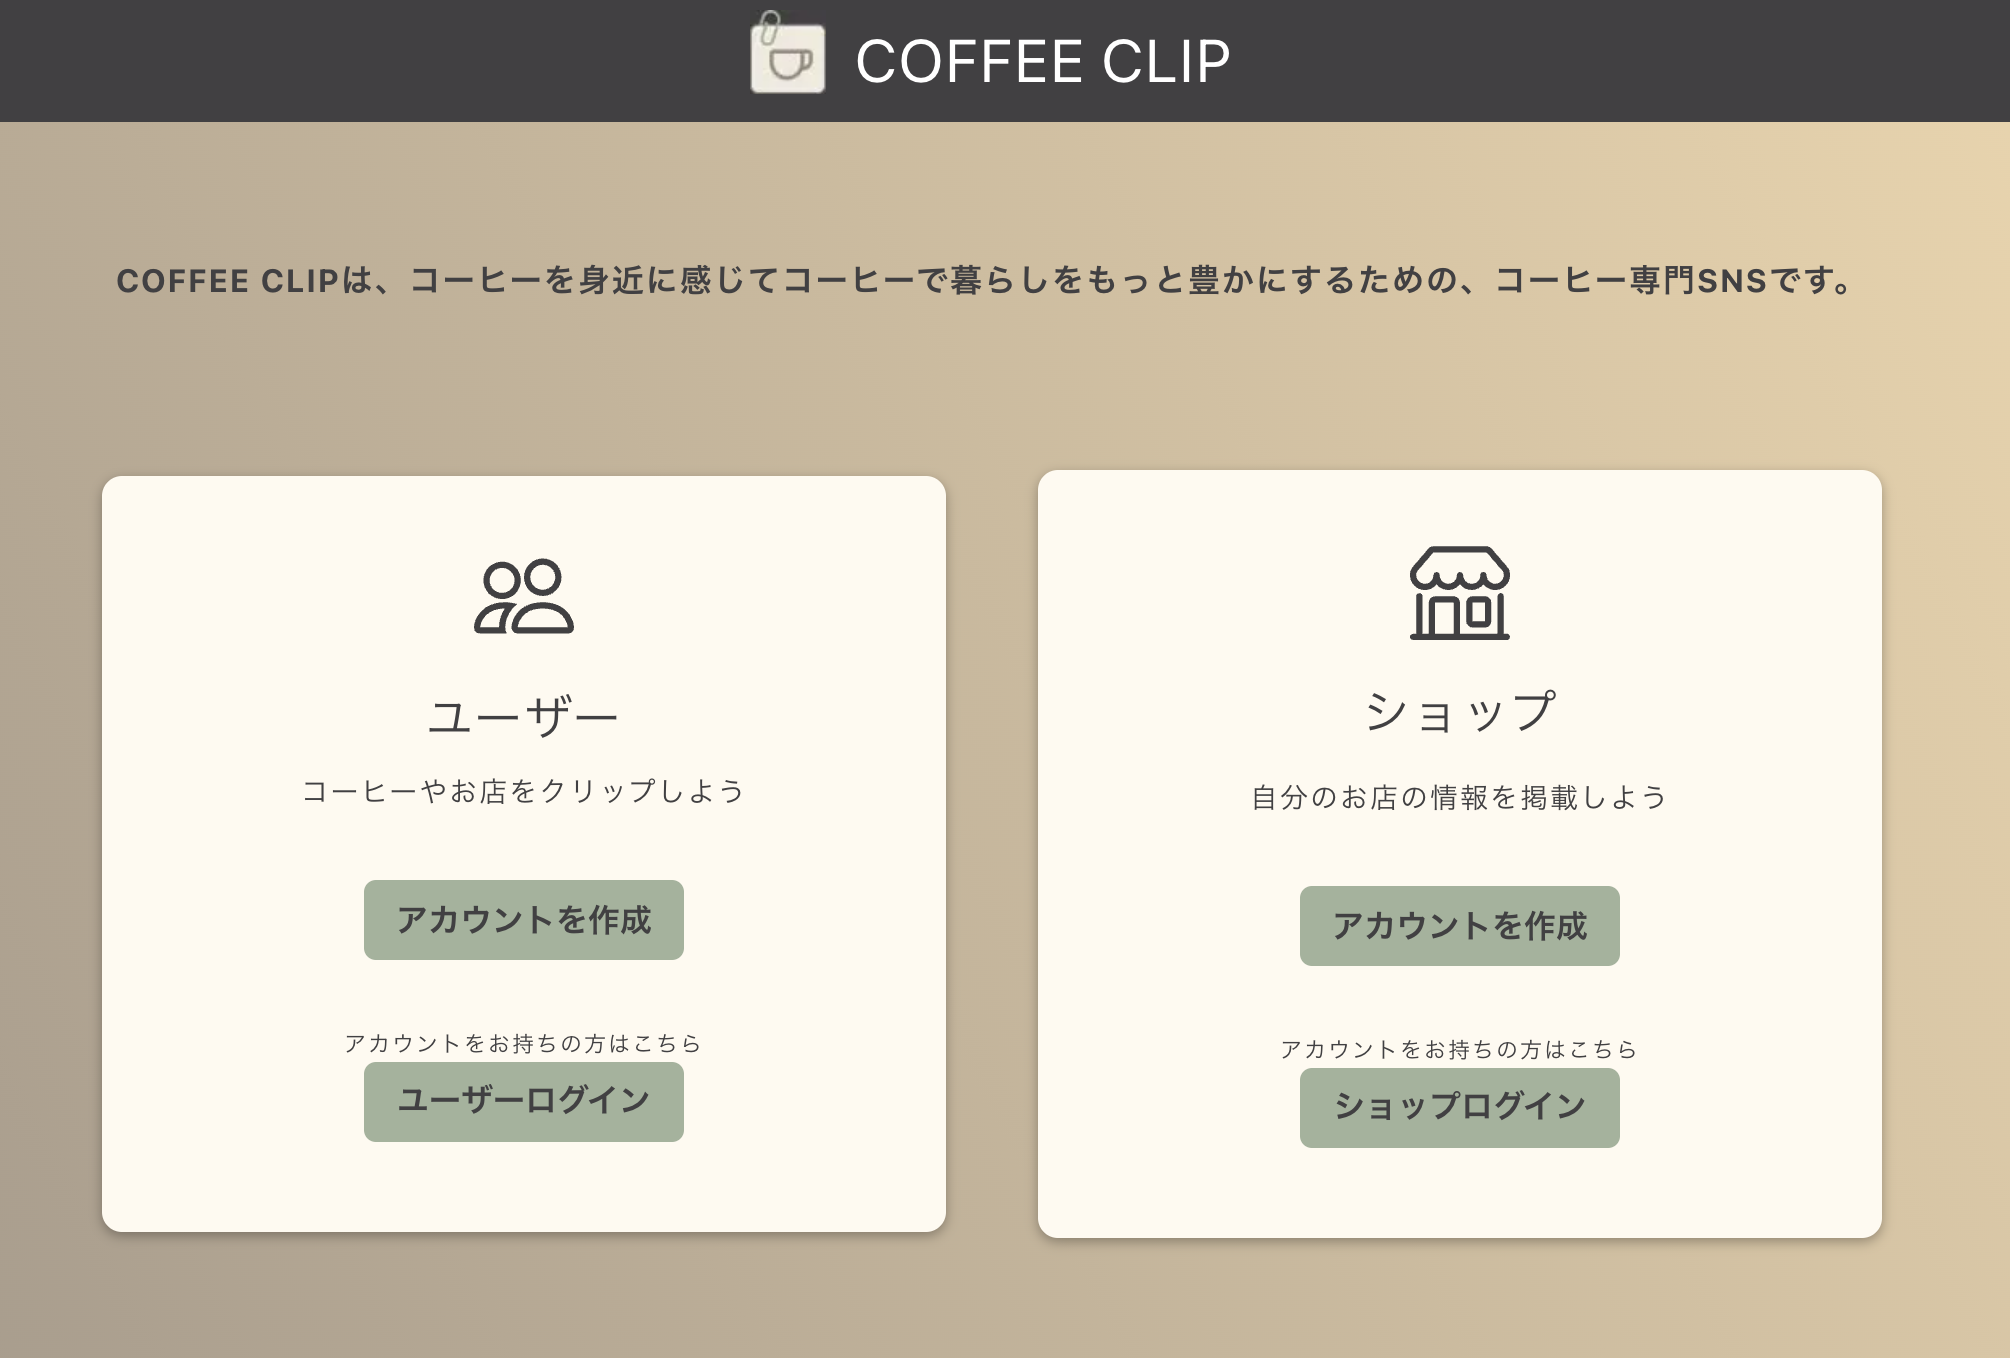 COFFEE CLIP
COFFEE CLIPは、コーヒーを身近に感じてコーヒーで暮らしをもっと豊かにするための、コーヒー専門SNSです。
ユーザー
コーヒーやお店をクリップしよう
アカウントを作成
アカウントをお持ちの方はこちら
ユーザーログイン
ショップ
自分のお店の情報を掲載しよう
アカウントを作成
アカウントをお持ちの方はこちら
ショップログイン